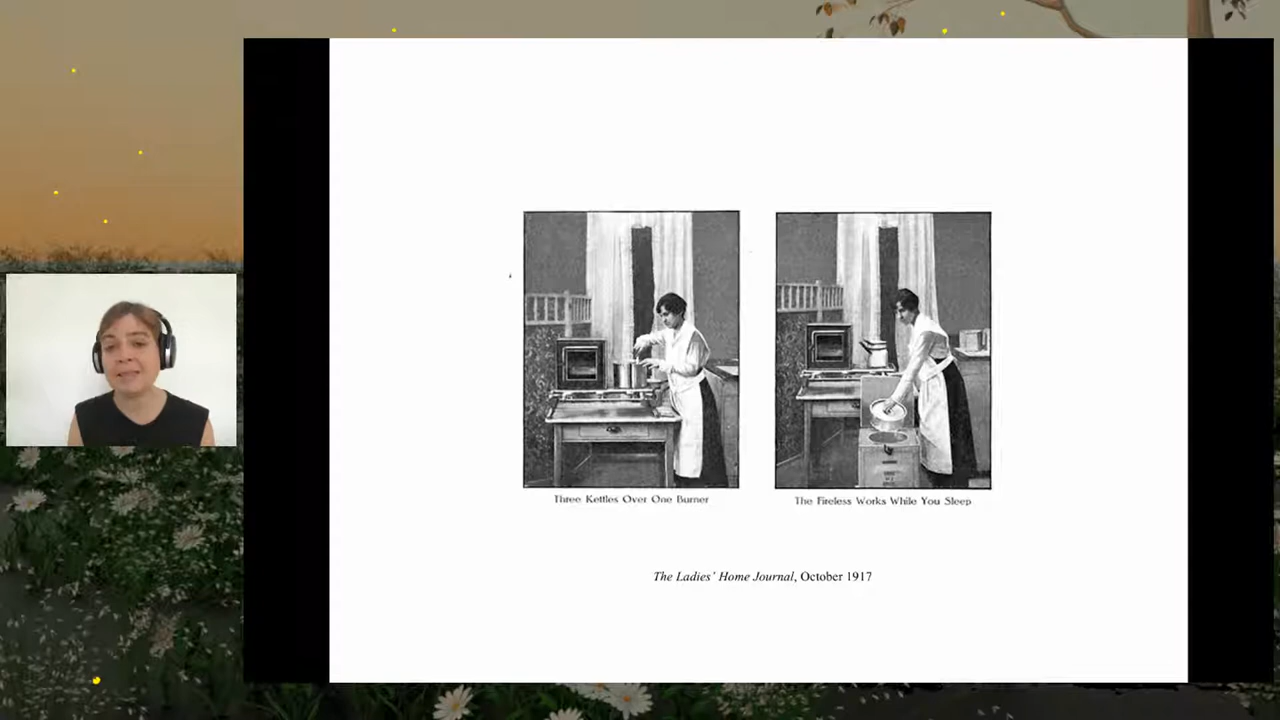 Three Kettles Over One Burner
The Fireless Works While You Sleep
The Ladies' Home Journal, October 1917